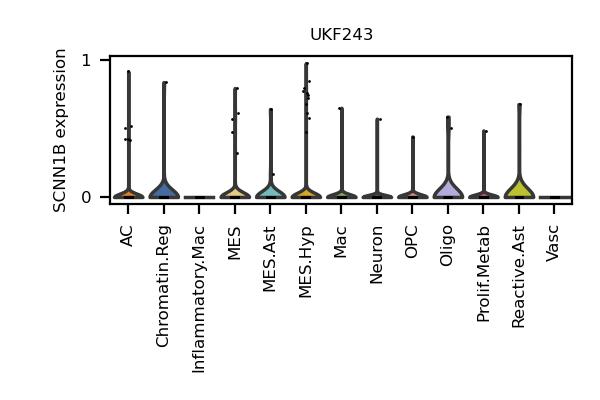 UKF243
SCNN1B expression
1
0
AC
Chromatin.Reg
Inflammatory.Mac
MES
MES.Ast
MES.Hyp
Mac
Neuron
OPC
Oligo
Prolif.Metab
Reactive.Ast
Vasc